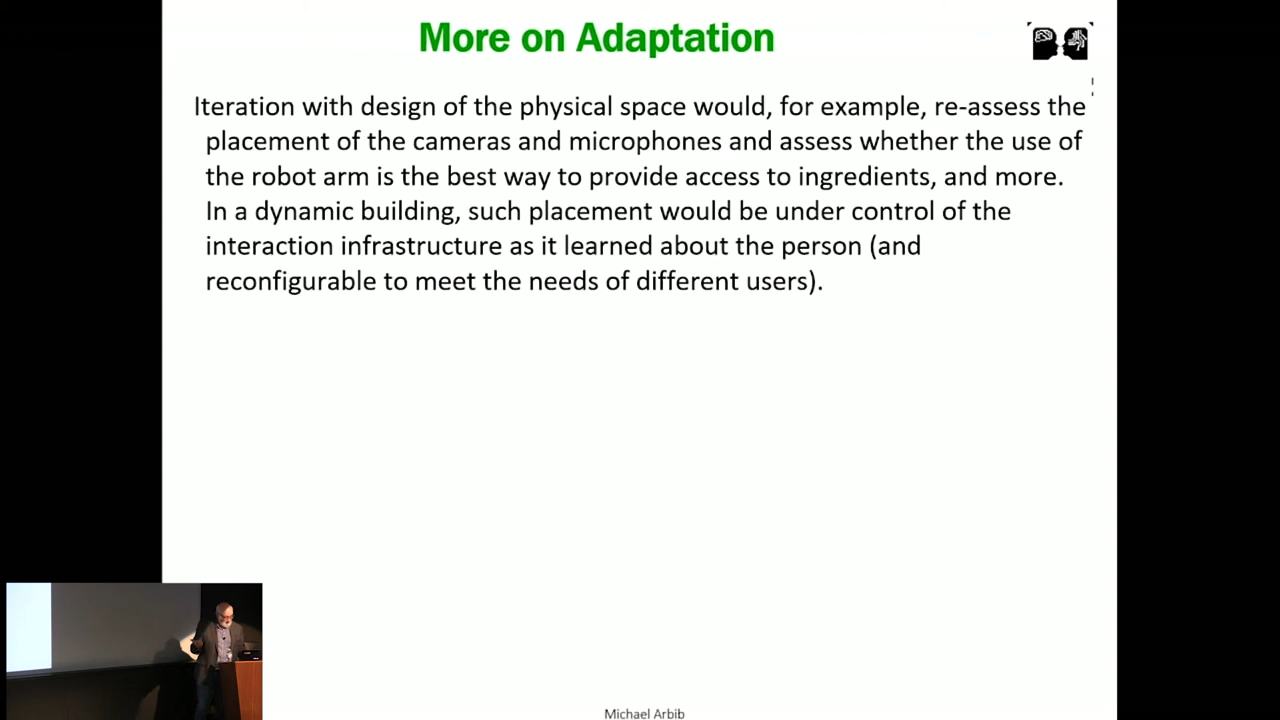 More on Adaptation
Iteration with design of the physical space would, for example, re-assess the
placement of the cameras and microphones and assess whether the use of
the robot arm is the best way to provide access to ingredients, and more.
In a dynamic building, such placement would be under control of the
interaction infrastructure as it learned about the person (and
reconfigurable to meet the needs of different users).
Michael Arbib